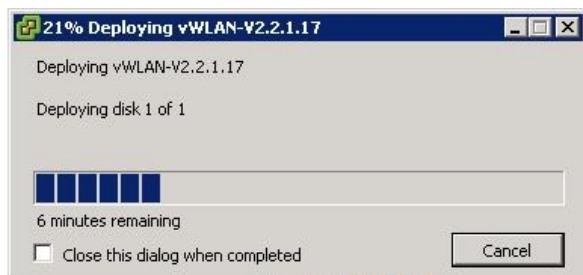 21% Deploying vWLAN-V2.2.1.17
Deploying vWLAN-V2.2.1.17
Deploying disk 1 of 1
6 minutes remaining
Close this dialog when completed
Cancel